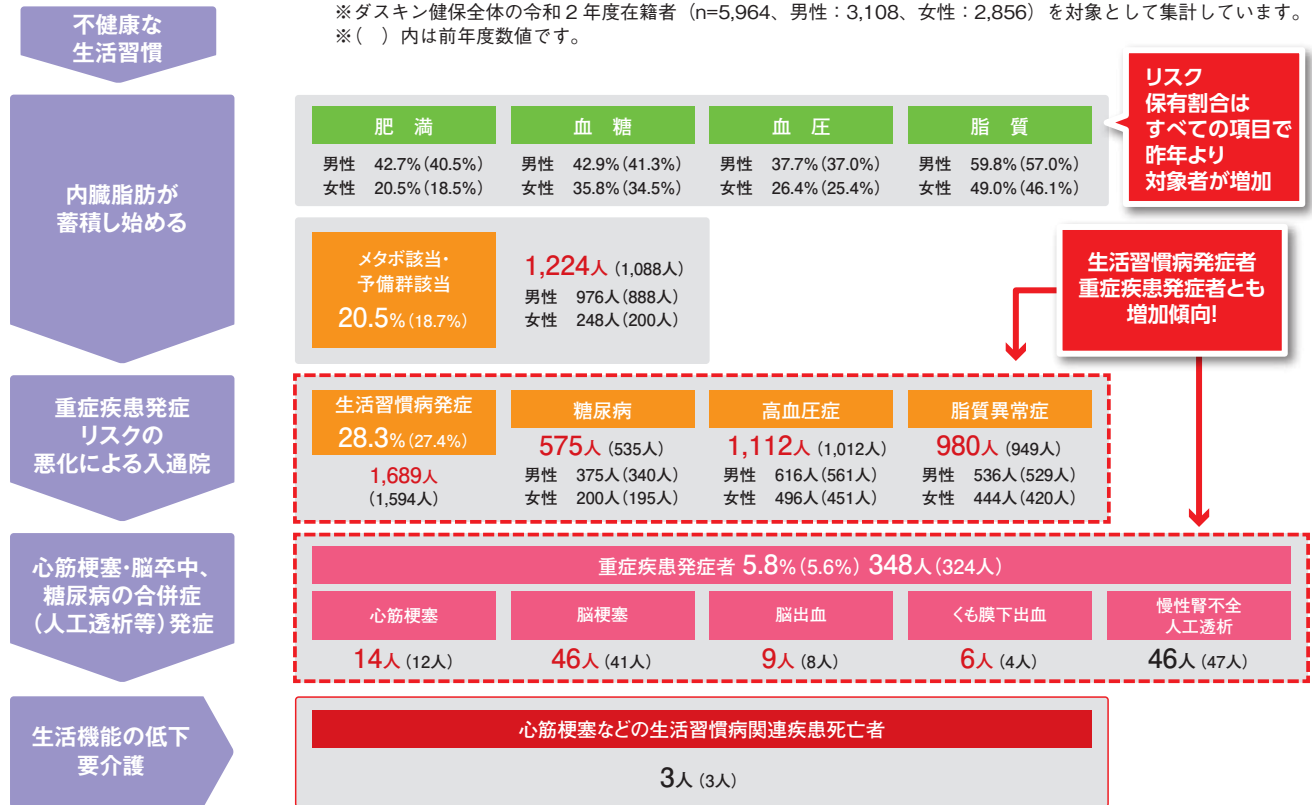 ※ダスキン健保全体の令和2年度在籍者(n=5,964、男性:3,108、女性:2,856)を対象として集計しています。
※( )内は前年度数値です。
不健康な
生活習慣
内臓脂肪が
蓄積し始める
肥 満
男性 42.7%(40.5%)
女性 20.5%(18.5%)
血 糖
男性 42.9%(41.3%)
女性 35.8%(34.5%)
血 圧
男性 37.7%(37.0%)
女性 26.4%(25.4%)
脂 質
男性 59.8%(57.0%)
女性 49.0%(46.1%)
リスク
保有割合は
すべての項目で
昨年より
対象者が増加
メタボ該当・
予備群該当
20.5%(18.7%)
1,224人(1,088人)
男性 976人(888人)
女性 248人(200人)
生活習慣病発症者
重症疾患発症者とも
増加傾向!
重症疾患発症
リスクの
悪化による入通院
生活習慣病発症
28.3%(27.4%)
1,689人
(1,594人)
糖尿病
575人(535人)
男性 375人(340人)
女性 200人(195人)
高血圧症
1,112人(1,012人)
男性 616人(561人)
女性 496人(451人)
脂質異常症
980人(949人)
男性 536人(529人)
女性 444人(420人)
心筋梗塞・脳卒中、
糖尿病の合併症
(人工透析等)発症
重症疾患発症者 5.8%(5.6%) 348人(324人)
心筋梗塞
14人(12人)
脳梗塞
46人(41人)
脳出血
9人(8人)
くも膜下出血
6人(4人)
慢性腎不全
人工透析
46人(47人)
生活機能の低下
要介護
心筋梗塞などの生活習慣病関連疾患死亡者
3人(3人)